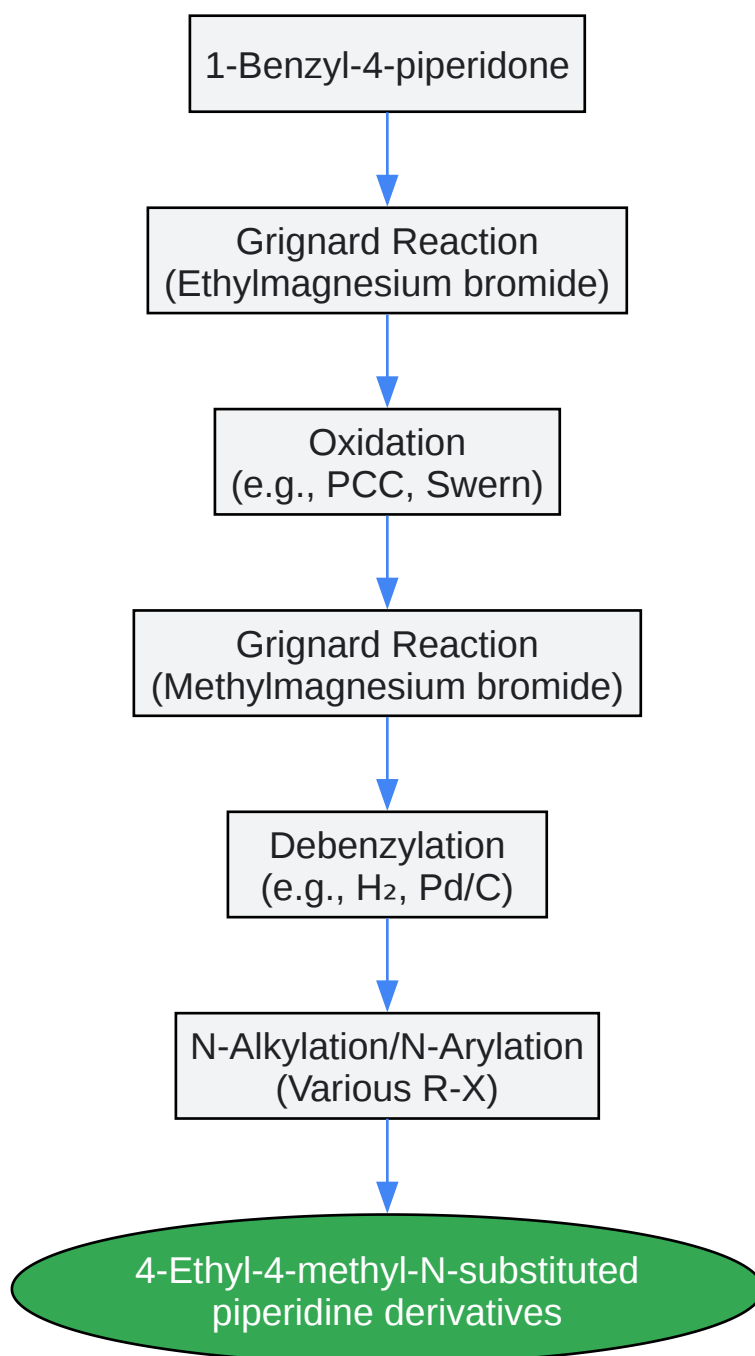 1-Benzyl-4-piperidone
Grignard Reaction
(Ethylmagnesium bromide)
Oxidation
(e.g., PCC, Swern)
Grignard Reaction
(Methylmagnesium bromide)
Debenzylation
(e.g., H₂, Pd/C)
N-Alkylation/N-Arylation
(Various R-X)
4-Ethyl-4-methyl-N-substituted
piperidine derivatives